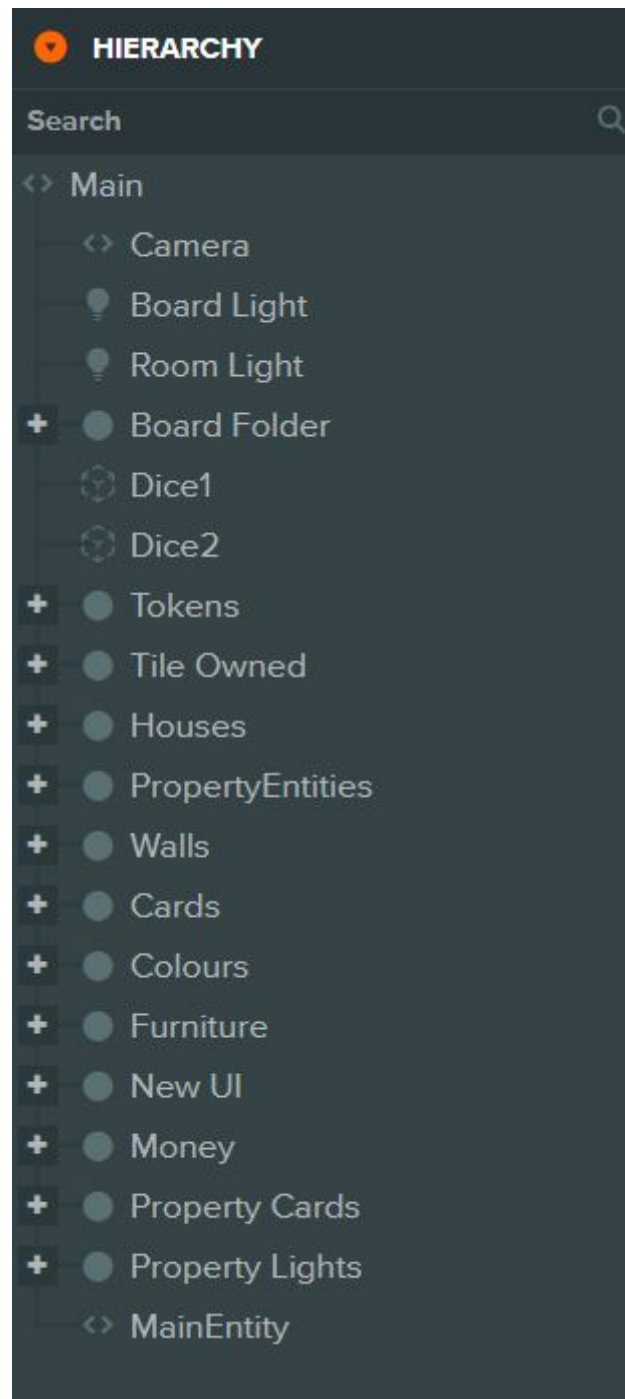 HIERARCHY
Search
Main
Camera
Board Light
Room Light
Board Folder
Dice1
Dice2
Tokens
Tile Owned
Houses
PropertyEntities
Walls
Cards
Colours
Furniture
New UI
Money
Property Cards
Property Lights
MainEntity